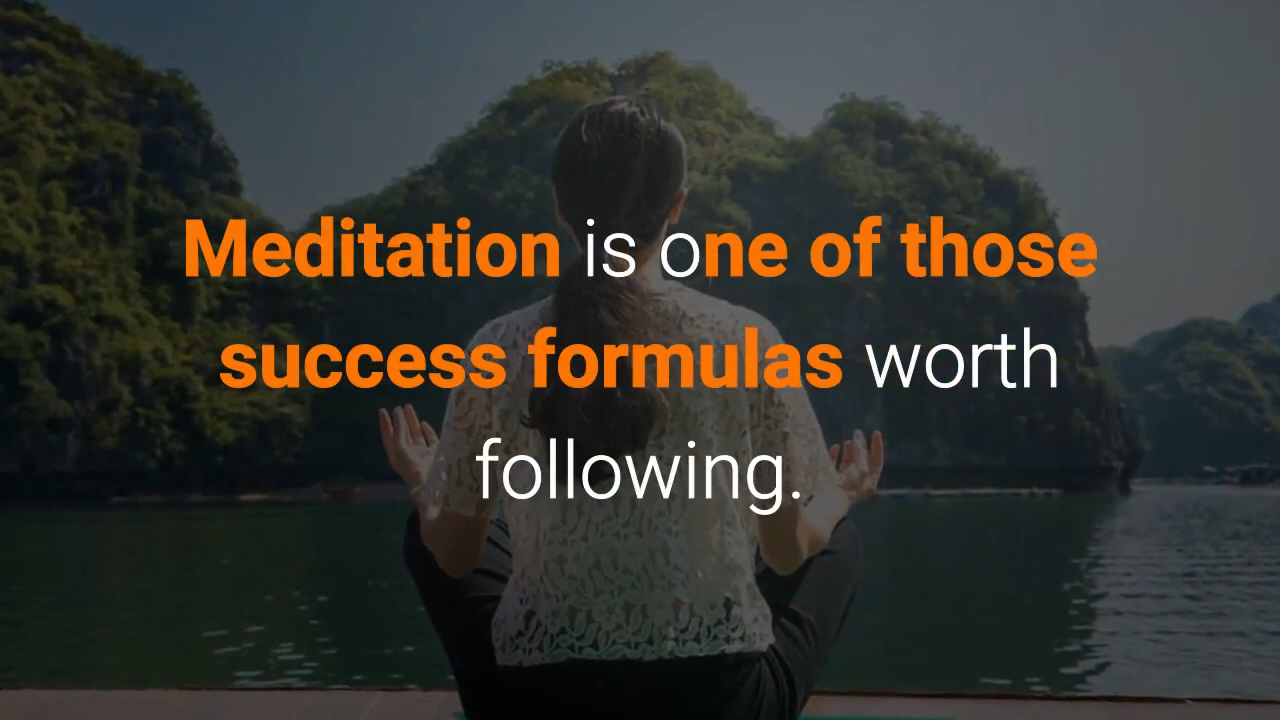 Meditation is one of those
success formulas worth
following.